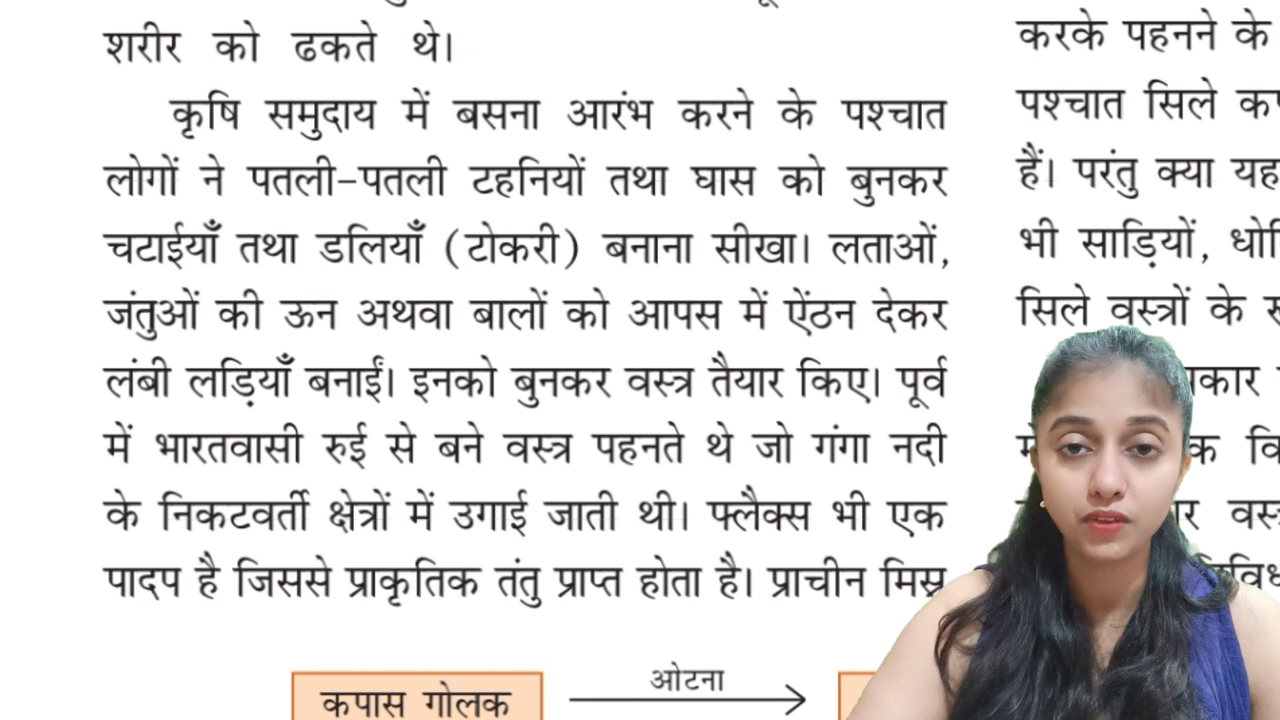 शरीर को ढकते थे।
कृषि समुदाय में बसना आरंभ करने के पश्चात
लोगों ने पतली-पतली टहनियों तथा घास को बुनकर
चटाईयाँ तथा डलियाँ (टोकरी) बनाना सीखा। लताओं,
जंतुओं की ऊन अथवा बालों को आपस में ऐंठन देकर
लंबी लड़ियाँ बनाईं। इनको बुनकर वस्त्र तैयार किए। पूर्व
में भारतवासी रुई से बने वस्त्र पहनते थे जो गंगा नदी
के निकटवर्ती क्षेत्रों में उगाई जाती थी। फ्लैक्स भी एक
पादप है जिससे प्राकृतिक तंतु प्राप्त होता है। प्राचीन मिस्र
कपास गोलक
ओटना
करके पहनने के
पश्चात सिले
हैं। परंतु क्या यह
भी साड़ियों,
सिले वस्त्रों के